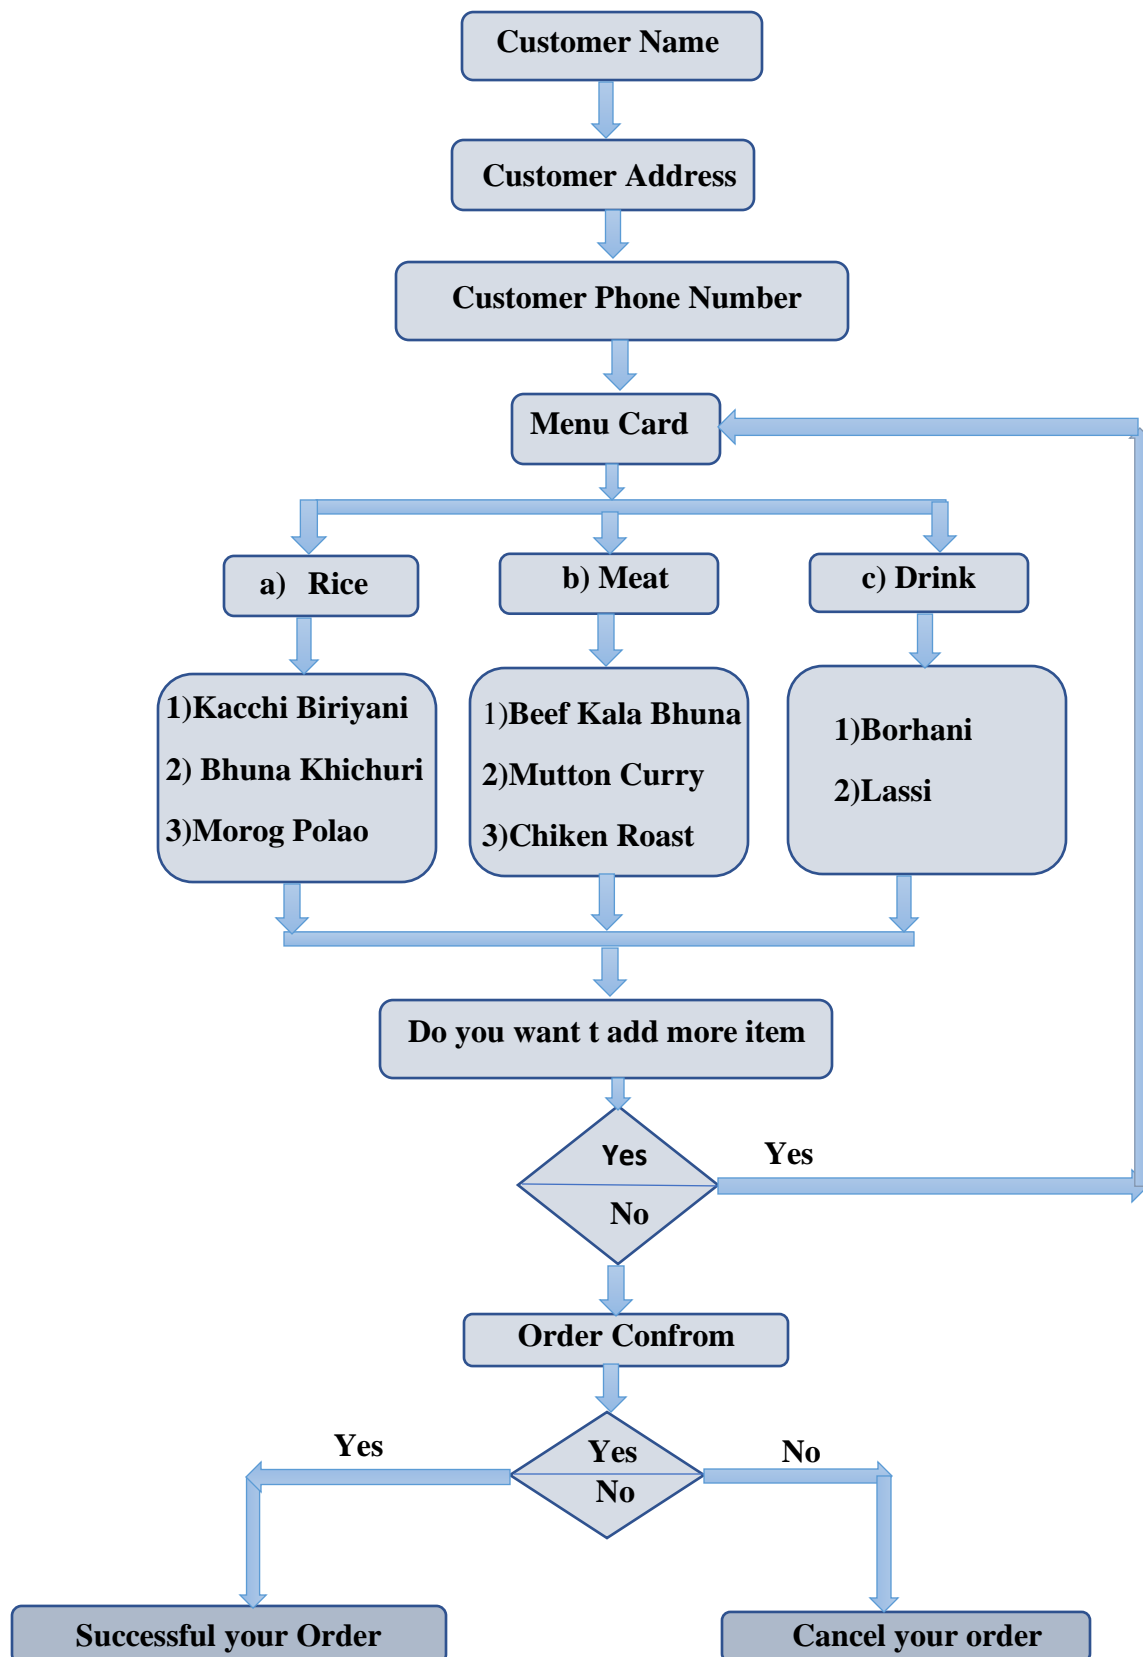 Customer Name
Customer Address
Customer Phone Number
Menu Card
a) Rice
b) Meat
c) Drink
1)Kacchi Biriyani
2) Bhuna Khichuri
3)Morog Polao
1)Beef Kala Bhuna
2)Mutton Curry
3)Chiken Roast
1)Borhani
2)Lassi
Do you want t add more item
Yes
No
Yes
Order Confrom
Yes
Yes
No
No
Successful your Order
Cancel your order